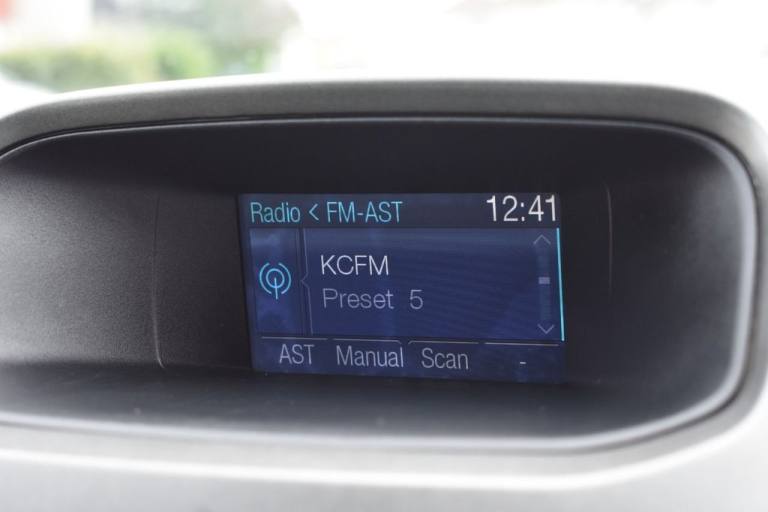 Radio < FM-AST 12:41
KCFM
Preset 5
AST Manual Scan -